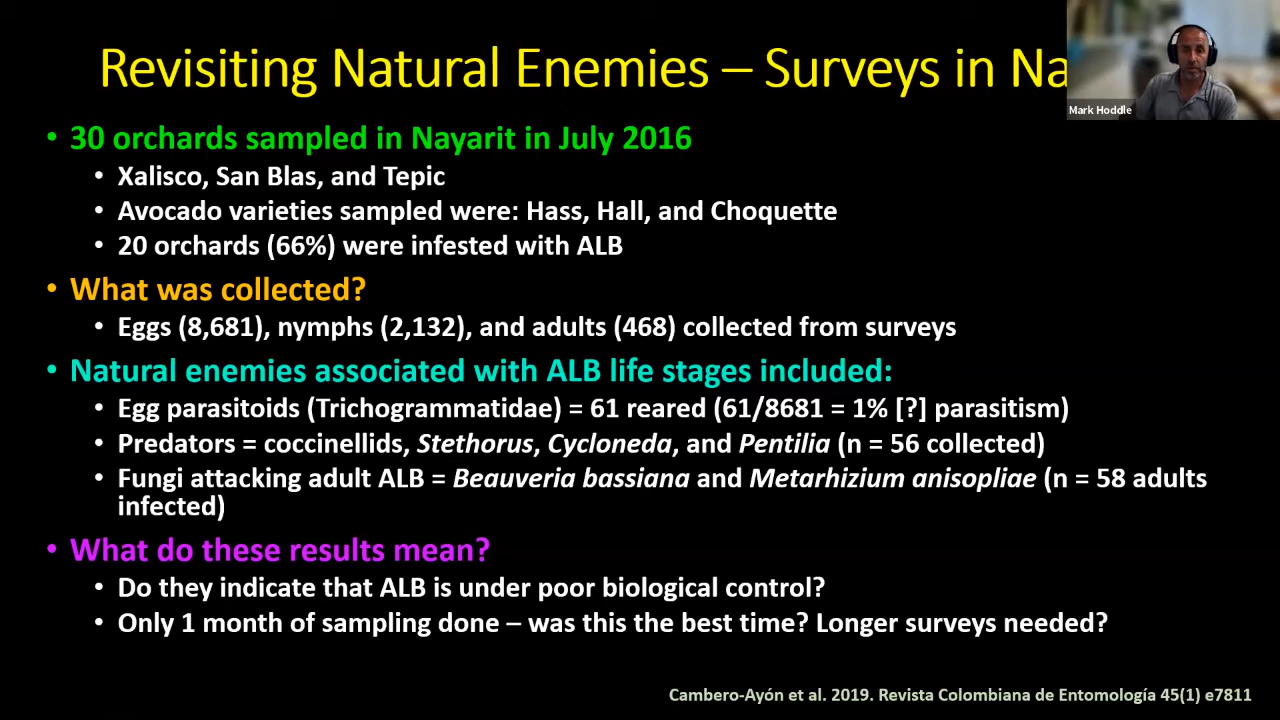 Revisiting Natural Enemies – Surveys in Na
Mark Hoddle
• 30 orchards sampled in Nayarit in July 2016
• Xalisco, San Blas, and Tepic
• Avocado varieties sampled were: Hass, Hall, and Choquette
• 20 orchards (66%) were infested with ALB
• What was collected?
• Eggs (8,681), nymphs (2,132), and adults (468) collected from surveys
• Natural enemies associated with ALB life stages included:
• Egg parasitoids (Trichogrammatidae) = 61 reared (61/8681 = 1% [?] parasitism)
• Predators = coccinellids, Stethorus, Cycloneda, and Pentilia (n = 56 collected)
• Fungi attacking adult ALB = Beauveria bassiana and Metarhizium anisopliae (n = 58 adults
infected)
• What do these results mean?
• Do they indicate that ALB is under poor biological control?
• Only 1 month of sampling done – was this the best time? Longer surveys needed?
Cambero-Ayón et al. 2019. Revista Colombiana de Entomología 45(1) e7811